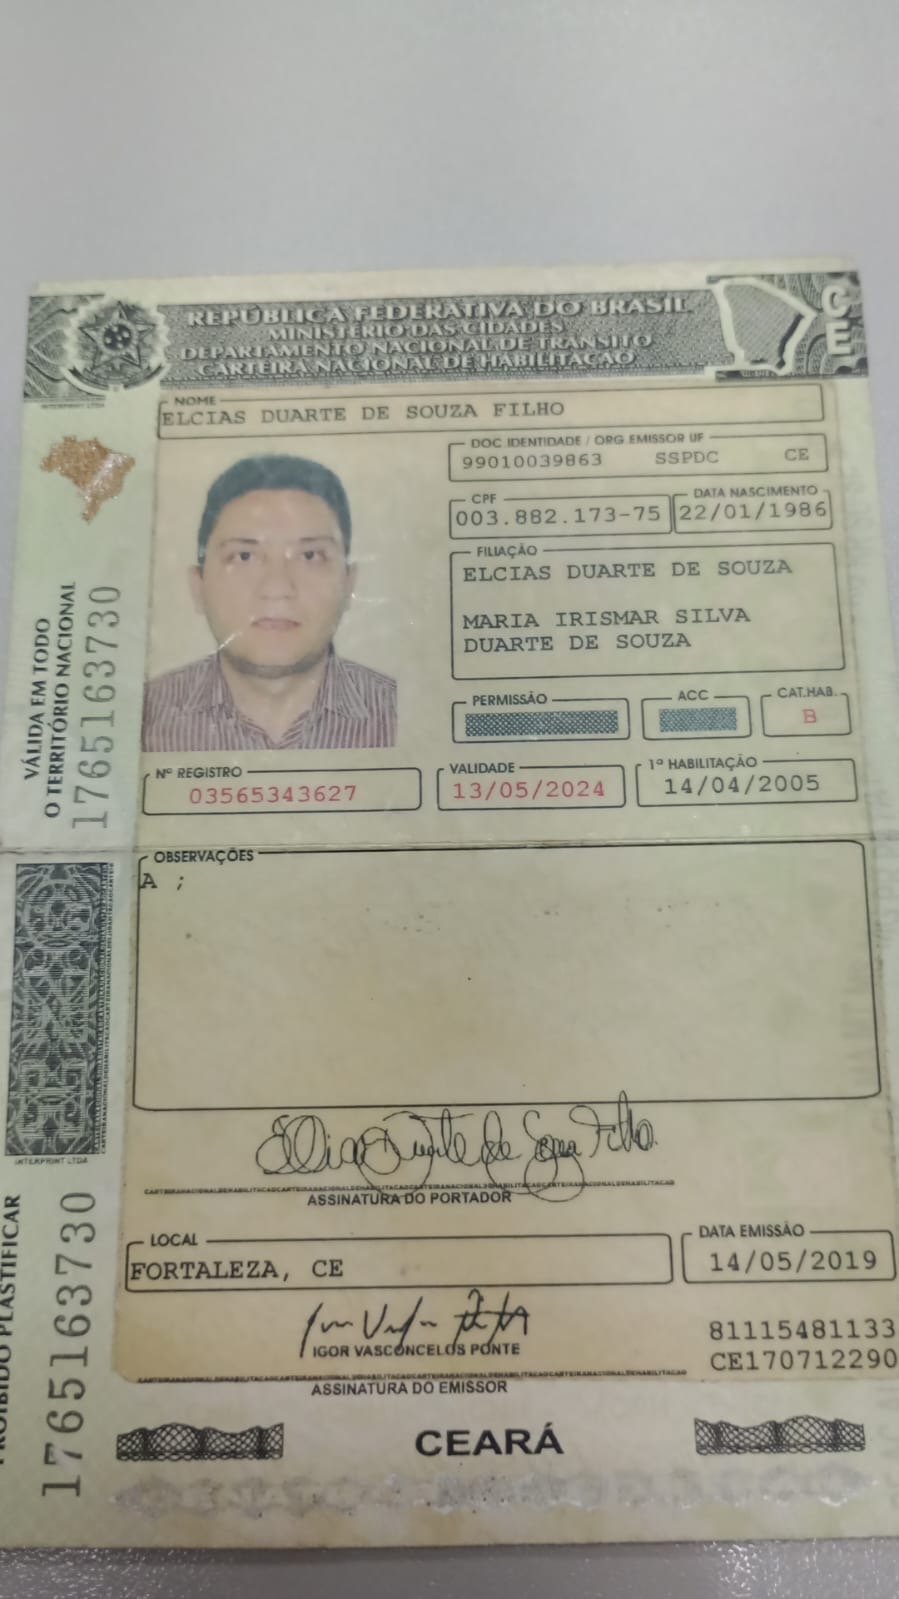 REPÚBLICA FEDERATIVA DO BRASIL
MINISTÉRIO DAS CIDADES
DEPARTAMENTO NACIONAL DE TRÂNSITO
CARTEIRA NACIONAL DE HABILITAÇÃO
CE
INTERPRINT LTDA
NOME
ELCIAS DUARTE DE SOUZA FILHO
DOC IDENTIDADE / ORG EMISSOR UF
99010039863 SSPDC CE
CPF
003.882.173-75
DATA NASCIMENTO
22/01/1986
FILIAÇÃO
ELCIAS DUARTE DE SOUZA
MARIA IRISMAR SILVA
DUARTE DE SOUZA
PERMISSÃO
ACC
CAT.HAB.
B
Nº REGISTRO
03565343627
VALIDADE
13/05/2024
1ª HABILITAÇÃO
14/04/2005
VÁLIDA EM TODO
O TERRITÓRIO NACIONAL
1765163730
OBSERVAÇÕES
A ;
INTERPRINT LTDA
Elcias Duarte de Souza Filho
ASSINATURA DO PORTADOR
LOCAL
FORTALEZA, CE
DATA EMISSÃO
14/05/2019
IGOR VASCONCELOS PONTE
ASSINATURA DO EMISSOR
81115481133
CE170712290
PROIBIDO PLASTIFICAR
1765163730
CEARÁ